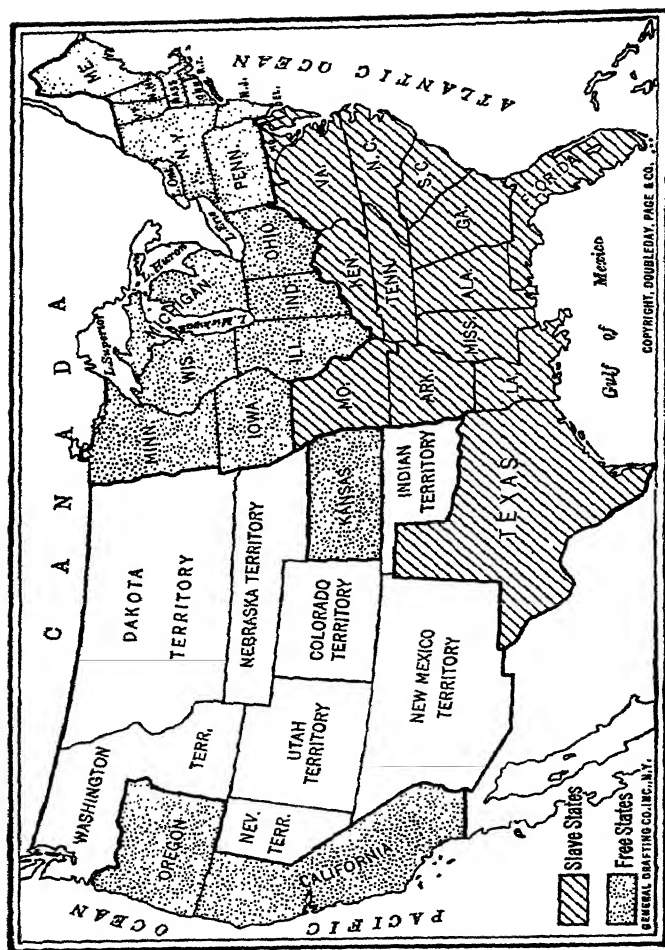 CANADA
PACIFIC
OCEAN
WASHINGTON
TERR.
OREGON
CALIFORNIA
NEV.
TERR.
UTAH
TERRITORY
DAKOTA
TERRITORY
NEBRASKA TERRITORY
COLORADO
TERRITORY
NEW MEXICO
TERRITORY
KANSAS
INDIAN
TERRITORY
TEXAS
MINN.
IOWA
MO.
ARK.
LA.
WIS.
ILL.
IND.
OHIO
L. Superior
L. Michigan
L. Huron
L. Erie
KEN.
TENN.
MISS.
ALA.
GA.
FLORIDA
S.C.
N.C.
VA.
PENN.
N.Y.
ME.
MASS.
R.I.
N.J.
DEL.
ATLANTIC OCEAN
Gulf of Mexico
Slave States
Free States
GENERAL DRAFTING CO. INC., N.Y.
COPYRIGHT, DOUBLEDAY, PAGE & CO.